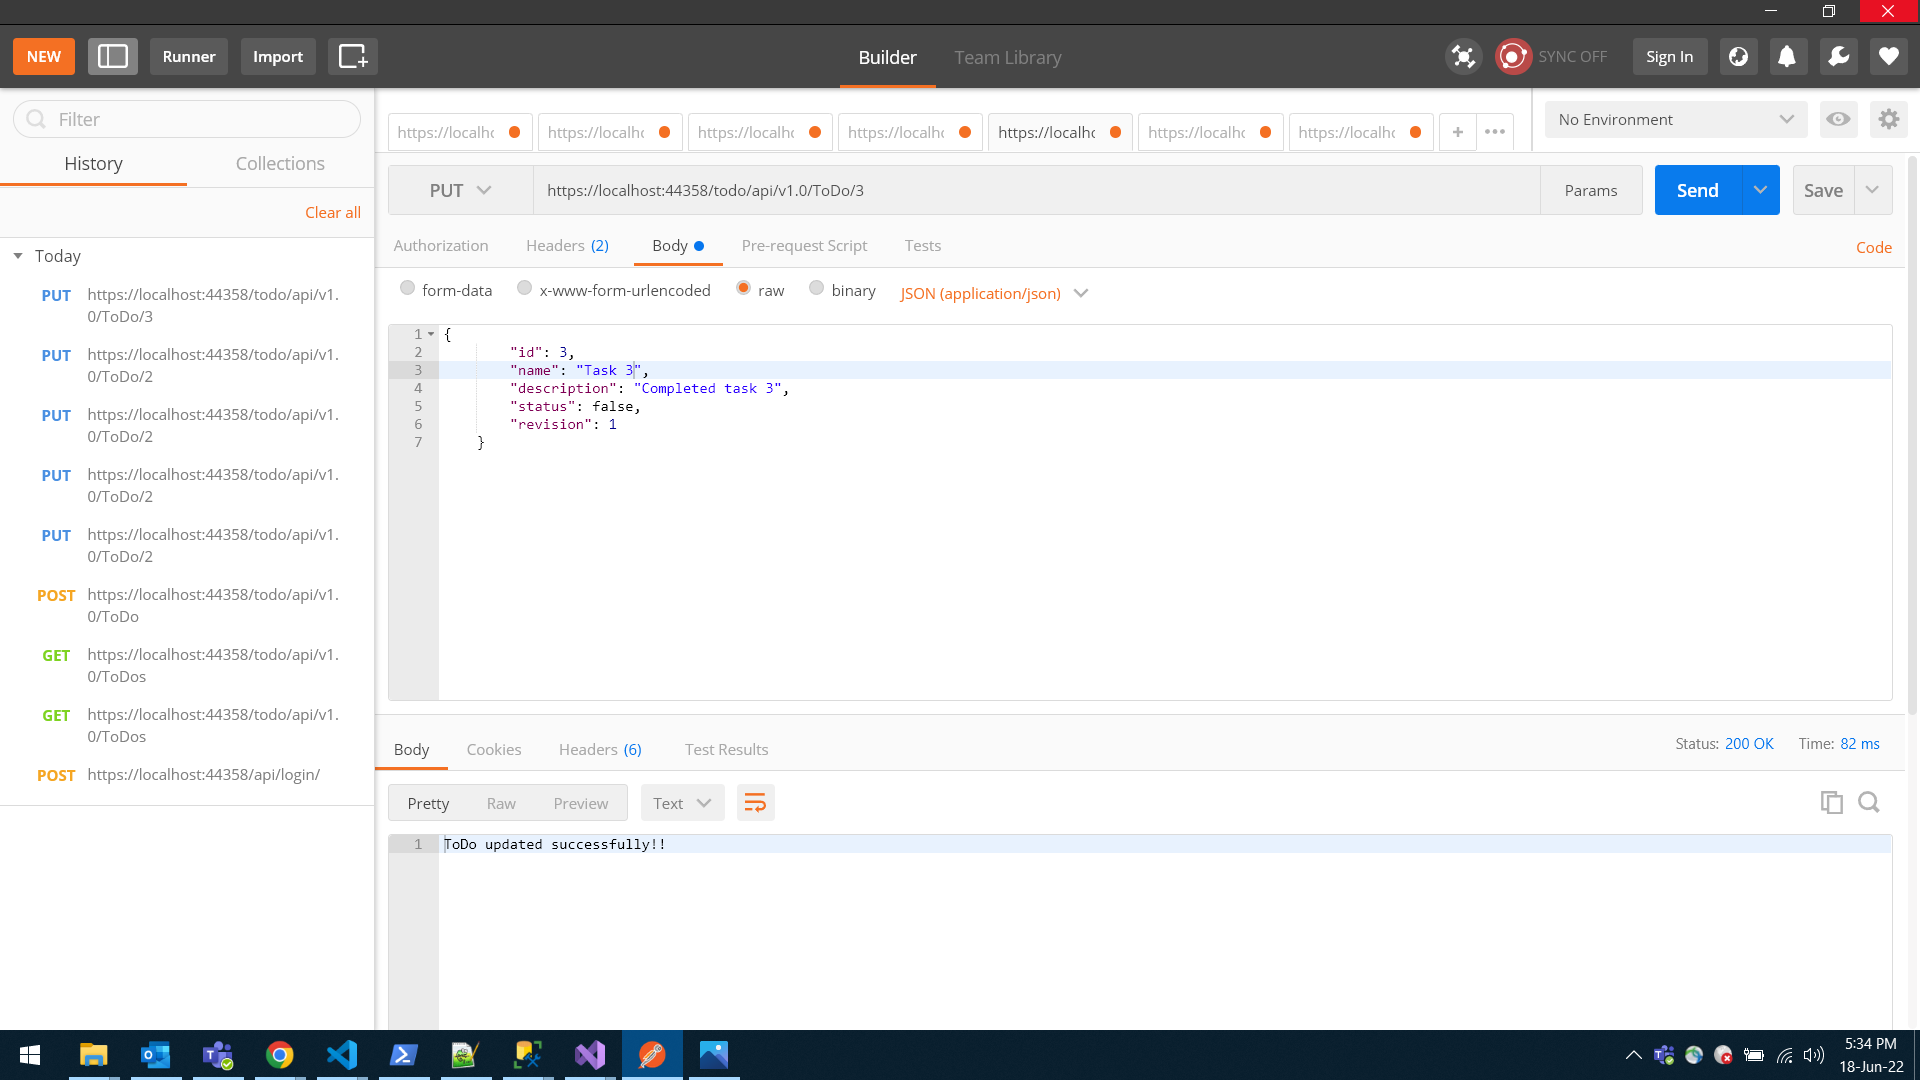 NEW
Runner
Import
Builder
Team Library
SYNC OFF
Sign In
Filter
History
Collections
Clear all
Today
PUT https://localhost:44358/todo/api/v1.
0/ToDo/3
PUT https://localhost:44358/todo/api/v1.
0/ToDo/2
PUT https://localhost:44358/todo/api/v1.
0/ToDo/2
PUT https://localhost:44358/todo/api/v1.
0/ToDo/2
PUT https://localhost:44358/todo/api/v1.
0/ToDo/2
POST https://localhost:44358/todo/api/v1.
0/ToDo
GET https://localhost:44358/todo/api/v1.
0/ToDos
GET https://localhost:44358/todo/api/v1.
0/ToDos
POST https://localhost:44358/api/login/
https://localhc https://localhc https://localhc https://localhc https://localhc https://localhc https://localhc + •••
No Environment
PUT https://localhost:44358/todo/api/v1.0/ToDo/3 Params Send Save
Authorization Headers (2) Body Pre-request Script Tests Code
form-data x-www-form-urlencoded raw binary JSON (application/json)
1 {
2 "id": 3,
3 "name": "Task 3",
4 "description": "Completed task 3",
5 "status": false,
6 "revision": 1
7 }
Body Cookies Headers (6) Test Results Status: 200 OK Time: 82 ms
Pretty Raw Preview Text
1 ToDo updated successfully!!
5:34 PM
18-Jun-22